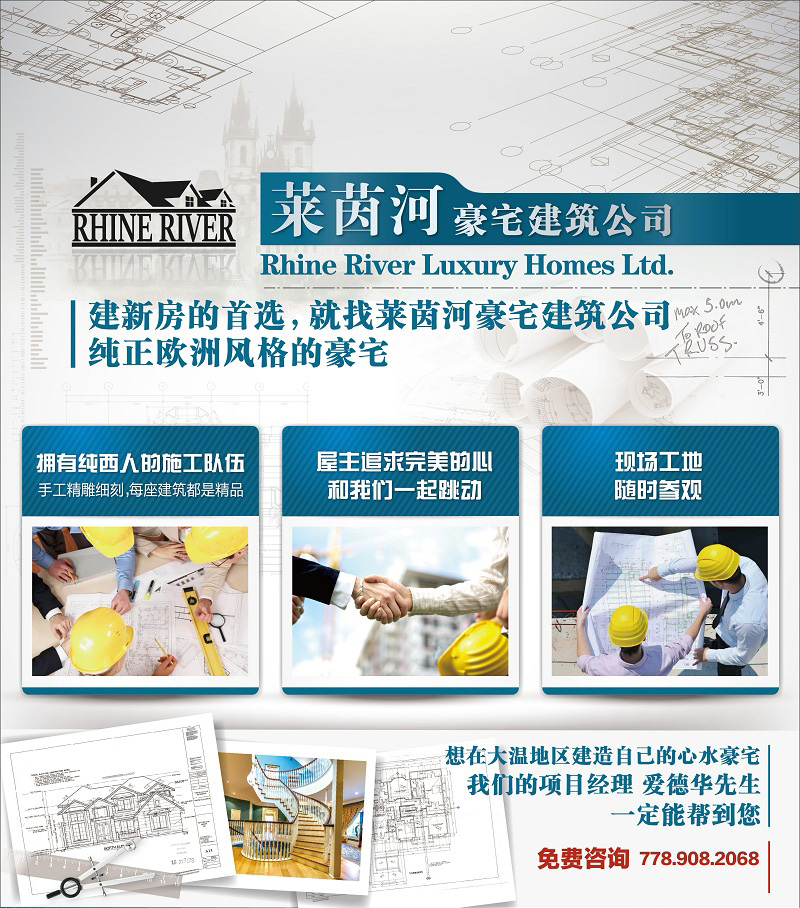 RHINE RIVER
莱茵河 豪宅建筑公司
Rhine River Luxury Homes Ltd.
建新房的首选，就找莱茵河豪宅建筑公司
纯正欧洲风格的豪宅
MAX 5.0m
TO ROOF
TRUSS.
拥有纯西人的施工队伍
手工精雕细刻,每座建筑都是精品
屋主追求完美的心
和我们一起跳动
现场工地
随时参观
想在大温地区建造自己的心水豪宅
我们的项目经理 爱德华先生
一定能帮到您
免费咨询 778.908.2068